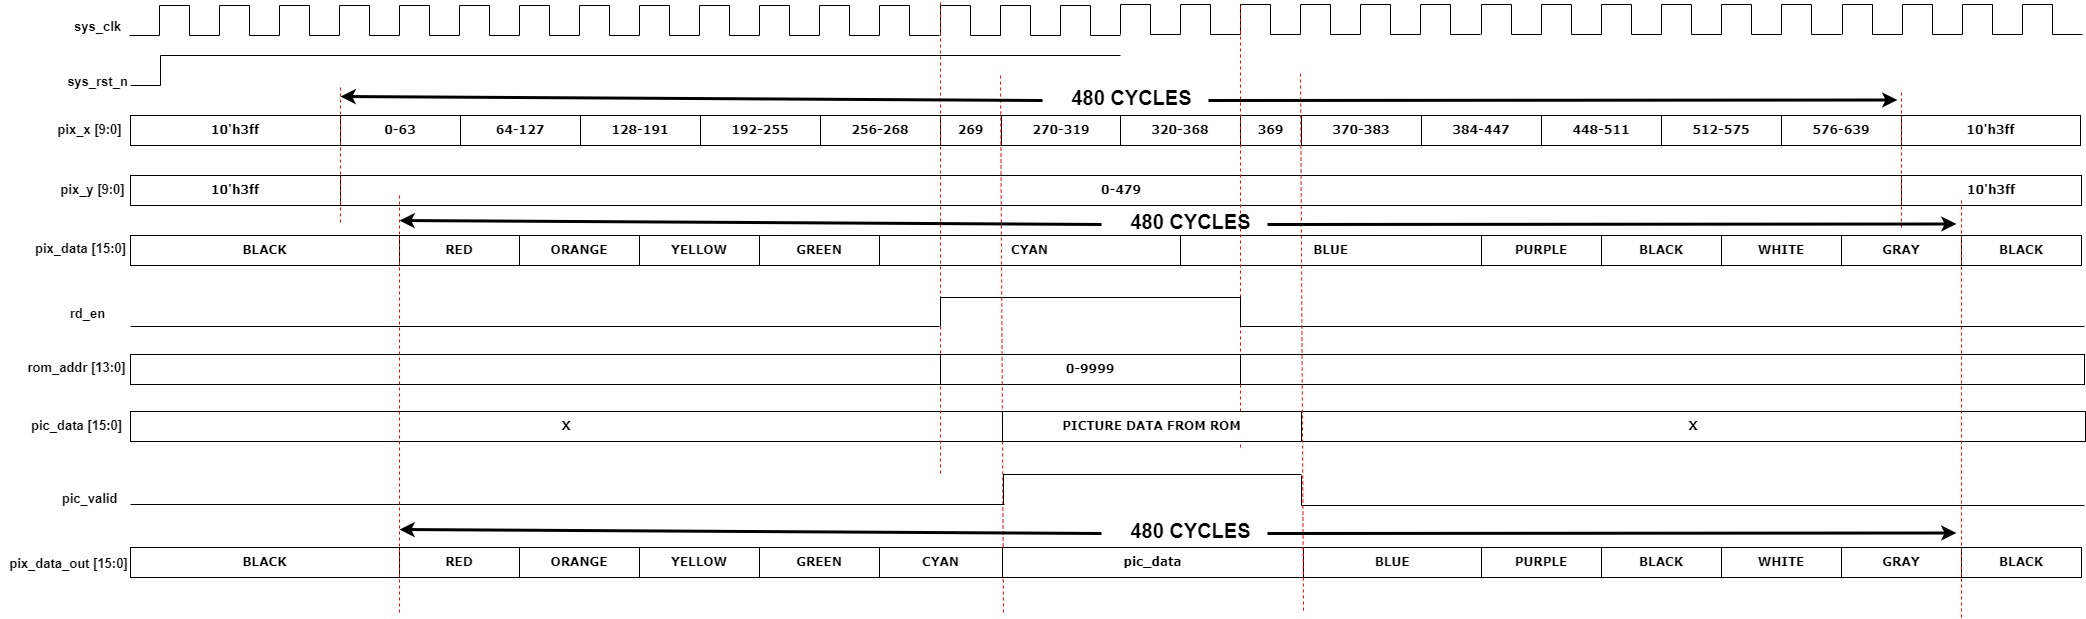 sys_clk
sys_rst_n
480 CYCLES
pix_x [9:0] 10'h3ff 0-63 64-127 128-191 192-255 256-268 269 270-319 320-368 369 370-383 384-447 448-511 512-575 576-639 10'h3ff
pix_y [9:0] 10'h3ff 0-479 10'h3ff
480 CYCLES
pix_data [15:0] BLACK RED ORANGE YELLOW GREEN CYAN BLUE PURPLE BLACK WHITE GRAY BLACK
rd_en
rom_addr [13:0] 0-9999
pic_data [15:0] X PICTURE DATA FROM ROM X
pic_valid
480 CYCLES
pix_data_out [15:0] BLACK RED ORANGE YELLOW GREEN CYAN pic_data BLUE PURPLE BLACK WHITE GRAY BLACK